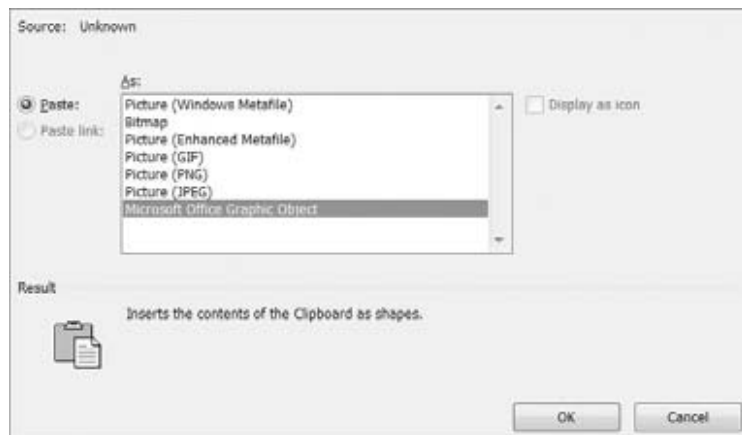 Source: Unknown
As:
Paste:
Paste link:
Picture (Windows Metafile)
Bitmap
Picture (Enhanced Metafile)
Picture (GIF)
Picture (PNG)
Picture (JPEG)
Microsoft Office Graphic Object
Display as icon
Result
Inserts the contents of the Clipboard as shapes.
OK
Cancel